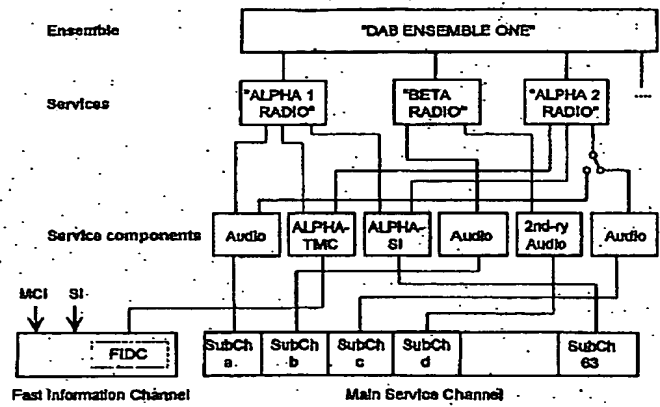 Ensemble
"DAB ENSEMBLE ONE"
Services
"ALPHA 1
RADIO"
"BETA
RADIO"
"ALPHA 2
RADIO"
Service components
Audio
ALPHA-
TMC
ALPHA-
SI
Audio
2nd-ry
Audio
Audio
MCI
SI
FIDC
SubCh
a
SubCh
b
SubCh
c
SubCh
d
SubCh
63
Fast Information Channel
Main Service Channel